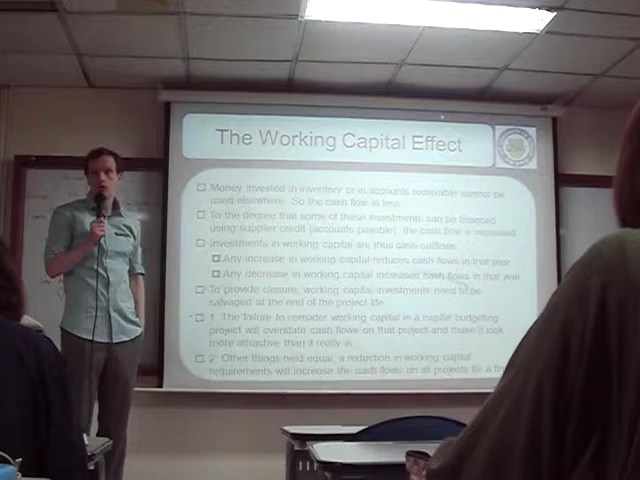 The Working Capital Effect
Money invested in inventory or in accounts receivable cannot be
used elsewhere. So the cash flow is less
To the degree that some of these investments can be financed
using supplier credit (accounts payable), the cash flow is increased
Investments in working capital are thus cash outflows
Any increase in working capital reduces cash flows in that year
Any decrease in working capital increases cash flows in that year
To provide closure, working capital investments need to be
salvaged at the end of the project life
1. The failure to consider working capital in a capital budgeting
project will overstate cash flows on that project and make it look
more attractive than it really is.
2. Other things held equal, a reduction in working capital
requirements will increase the cash flows on all projects for a